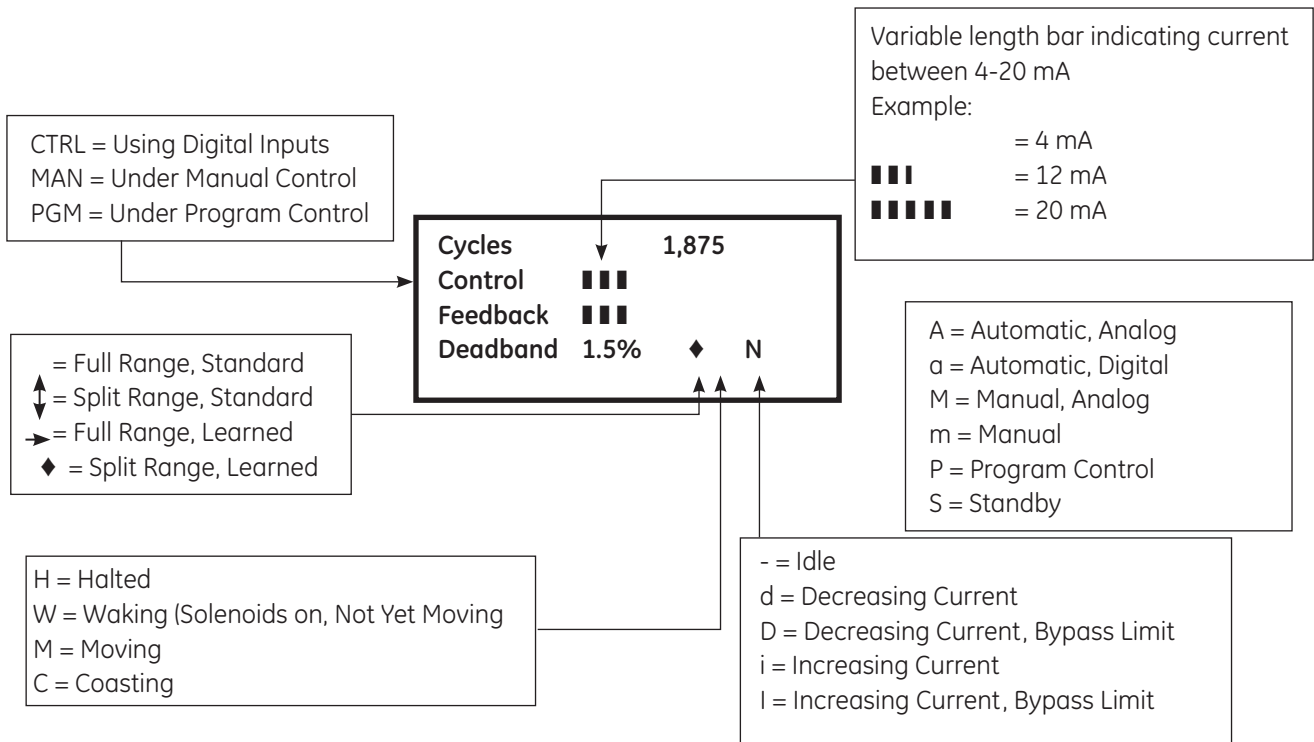 Variable length bar indicating current
between 4-20 mA
Example:
= 4 mA
= 12 mA
= 20 mA
CTRL = Using Digital Inputs
MAN = Under Manual Control
PGM = Under Program Control
Cycles 1,875
Control
Feedback
Deadband 1.5% ♦ N
= Full Range, Standard
= Split Range, Standard
= Full Range, Learned
♦ = Split Range, Learned
A = Automatic, Analog
a = Automatic, Digital
M = Manual, Analog
m = Manual
P = Program Control
S = Standby
H = Halted
W = Waking (Solenoids on, Not Yet Moving
M = Moving
C = Coasting
- = Idle
d = Decreasing Current
D = Decreasing Current, Bypass Limit
i = Increasing Current
I = Increasing Current, Bypass Limit